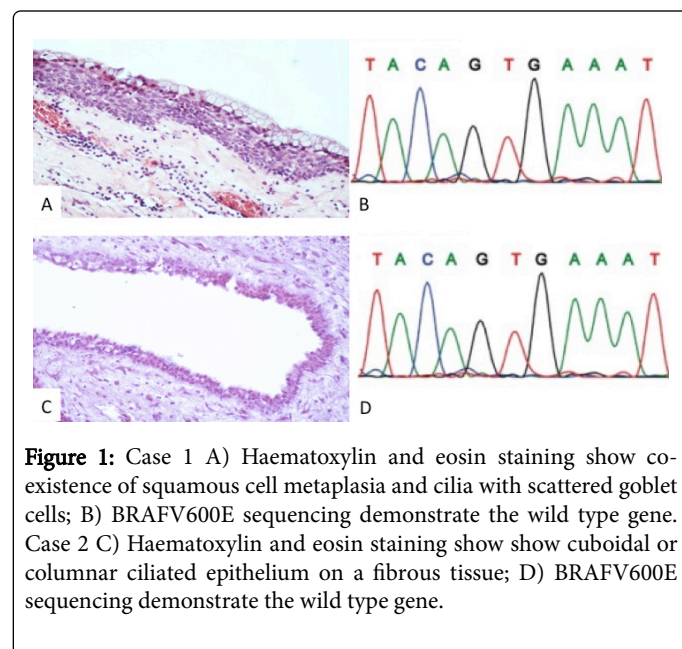 T A C A G T G A A A T
A
B
T A C A G T G A A A T
C
D
Figure 1: Case 1 A) Haematoxylin and eosin staining show co-
existence of squamous cell metaplasia and cilia with scattered goblet
cells; B) BRAFV600E sequencing demonstrate the wild type gene.
Case 2 C) Haematoxylin and eosin staining show show cuboidal or
columnar ciliated epithelium on a fibrous tissue; D) BRAFV600E
sequencing demonstrate the wild type gene.